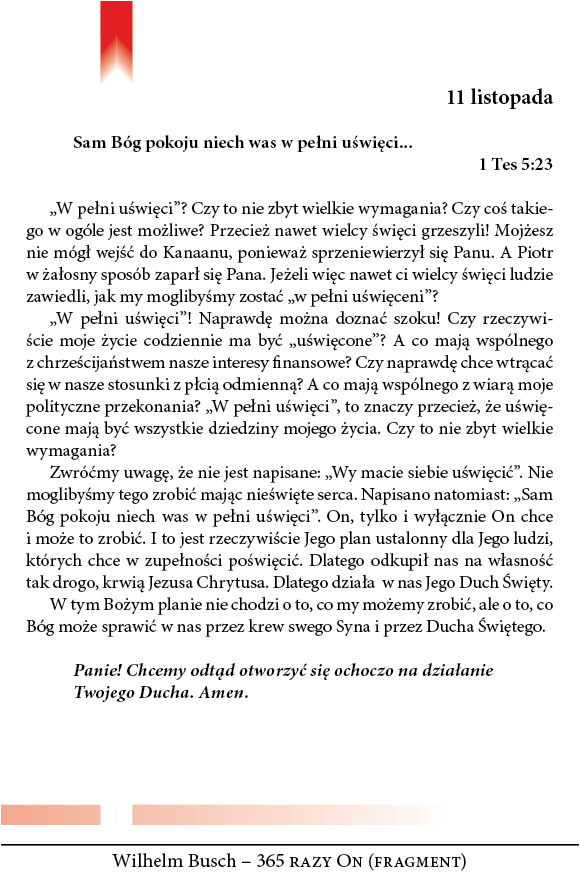 11 listopada
Sam Bóg pokoju niech was w pełni uświęci...
1 Tes 5:23
„W pełni uświęci”? Czy to nie zbyt wielkie wymagania? Czy coś takie-
go w ogóle jest możliwe? Przecież nawet wielcy święci grzeszyli! Mojżesz
nie mógł wejść do Kanaanu, ponieważ sprzeniewierzył się Panu. A Piotr
w żałosny sposób zaparł się Pana. Jeżeli więc nawet ci wielcy święci ludzie
zawiedli, jak my moglibyśmy zostać „w pełni uświęceni”?
„W pełni uświęci”! Naprawdę można doznać szoku! Czy rzeczywi-
ście moje życie codziennie ma być „uświęcone”? A co mają wspólnego
z chrześcijaństwem nasze interesy finansowe? Czy naprawdę chce wtrącać
się w nasze stosunki z płcią odmienną? A co mają wspólnego z wiarą moje
polityczne przekonania? „W pełni uświęci”, to znaczy przecież, że uświę-
cone mają być wszystkie dziedziny mojego życia. Czy to nie zbyt wielkie
wymagania?
Zwróćmy uwagę, że nie jest napisane: „Wy macie siebie uświęcić”. Nie
moglibyśmy tego zrobić mając nieświęte serca. Napisano natomiast: „Sam
Bóg pokoju niech was w pełni uświęci”. On, tylko i wyłącznie On chce
i może to zrobić. I to jest rzeczywiście Jego plan ustalonny dla Jego ludzi,
których chce w zupełności poświęcić. Dlatego odkupił nas na własność
tak drogo, krwią Jezusa Chrytusa. Dlatego działa w nas Jego Duch Święty.
W tym Bożym planie nie chodzi o to, co my możemy zrobić, ale o to, co
Bóg może sprawić w nas przez krew swego Syna i przez Ducha Świętego.
Panie! Chcemy odtąd otworzyć się ochoczo na działanie
Twojego Ducha. Amen.
Wilhelm Busch – 365 RAZY ON (FRAGMENT)